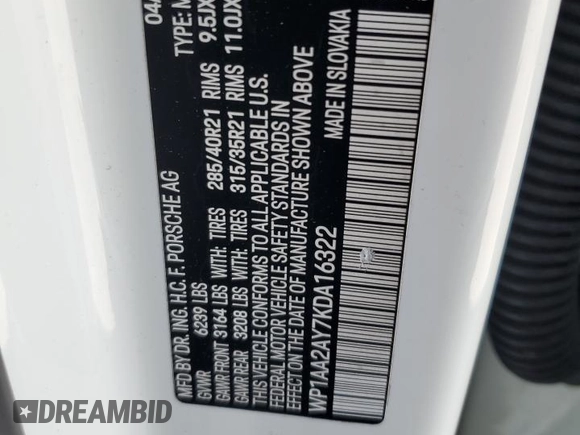 MFD BY DR. ING. H.C. F. PORSCHE AG 04/
GVWR 6239 LBS TYPE: M
GAWR FRONT 3164 LBS WITH: TIRES 285/40R21 RIMS 9.5JX
GAWR REAR 3208 LBS WITH: TIRES 315/35R21 RIMS 11.0JX
THIS VEHICLE CONFORMS TO ALL APPLICABLE U.S.
FEDERAL MOTOR VEHICLE SAFETY STANDARDS IN
EFFECT ON THE DATE OF MANUFACTURE SHOWN ABOVE
WP1AA2AY7KDA16322 MADE IN SLOVAKIA
DREAMBID